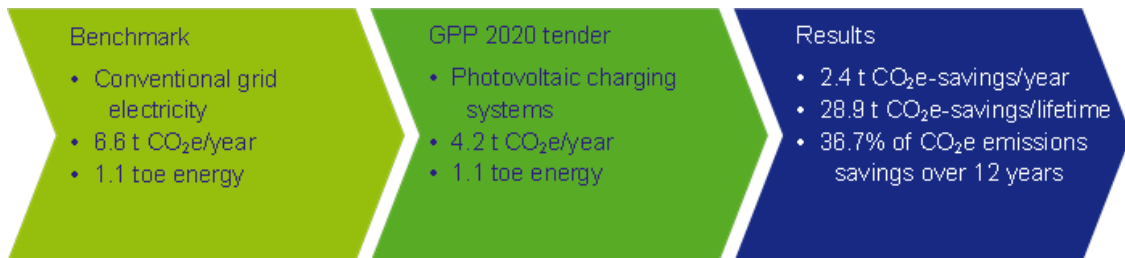 Benchmark
• Conventional grid
electricity
• 6.6 t CO₂e/year
• 1.1 toe energy
GPP 2020 tender
• Photovoltaic charging
systems
• 4.2 t CO₂e/year
• 1.1 toe energy
Results
• 2.4 t CO₂e-savings/year
• 28.9 t CO₂e-savings/lifetime
• 36.7% of CO₂e emissions
savings over 12 years